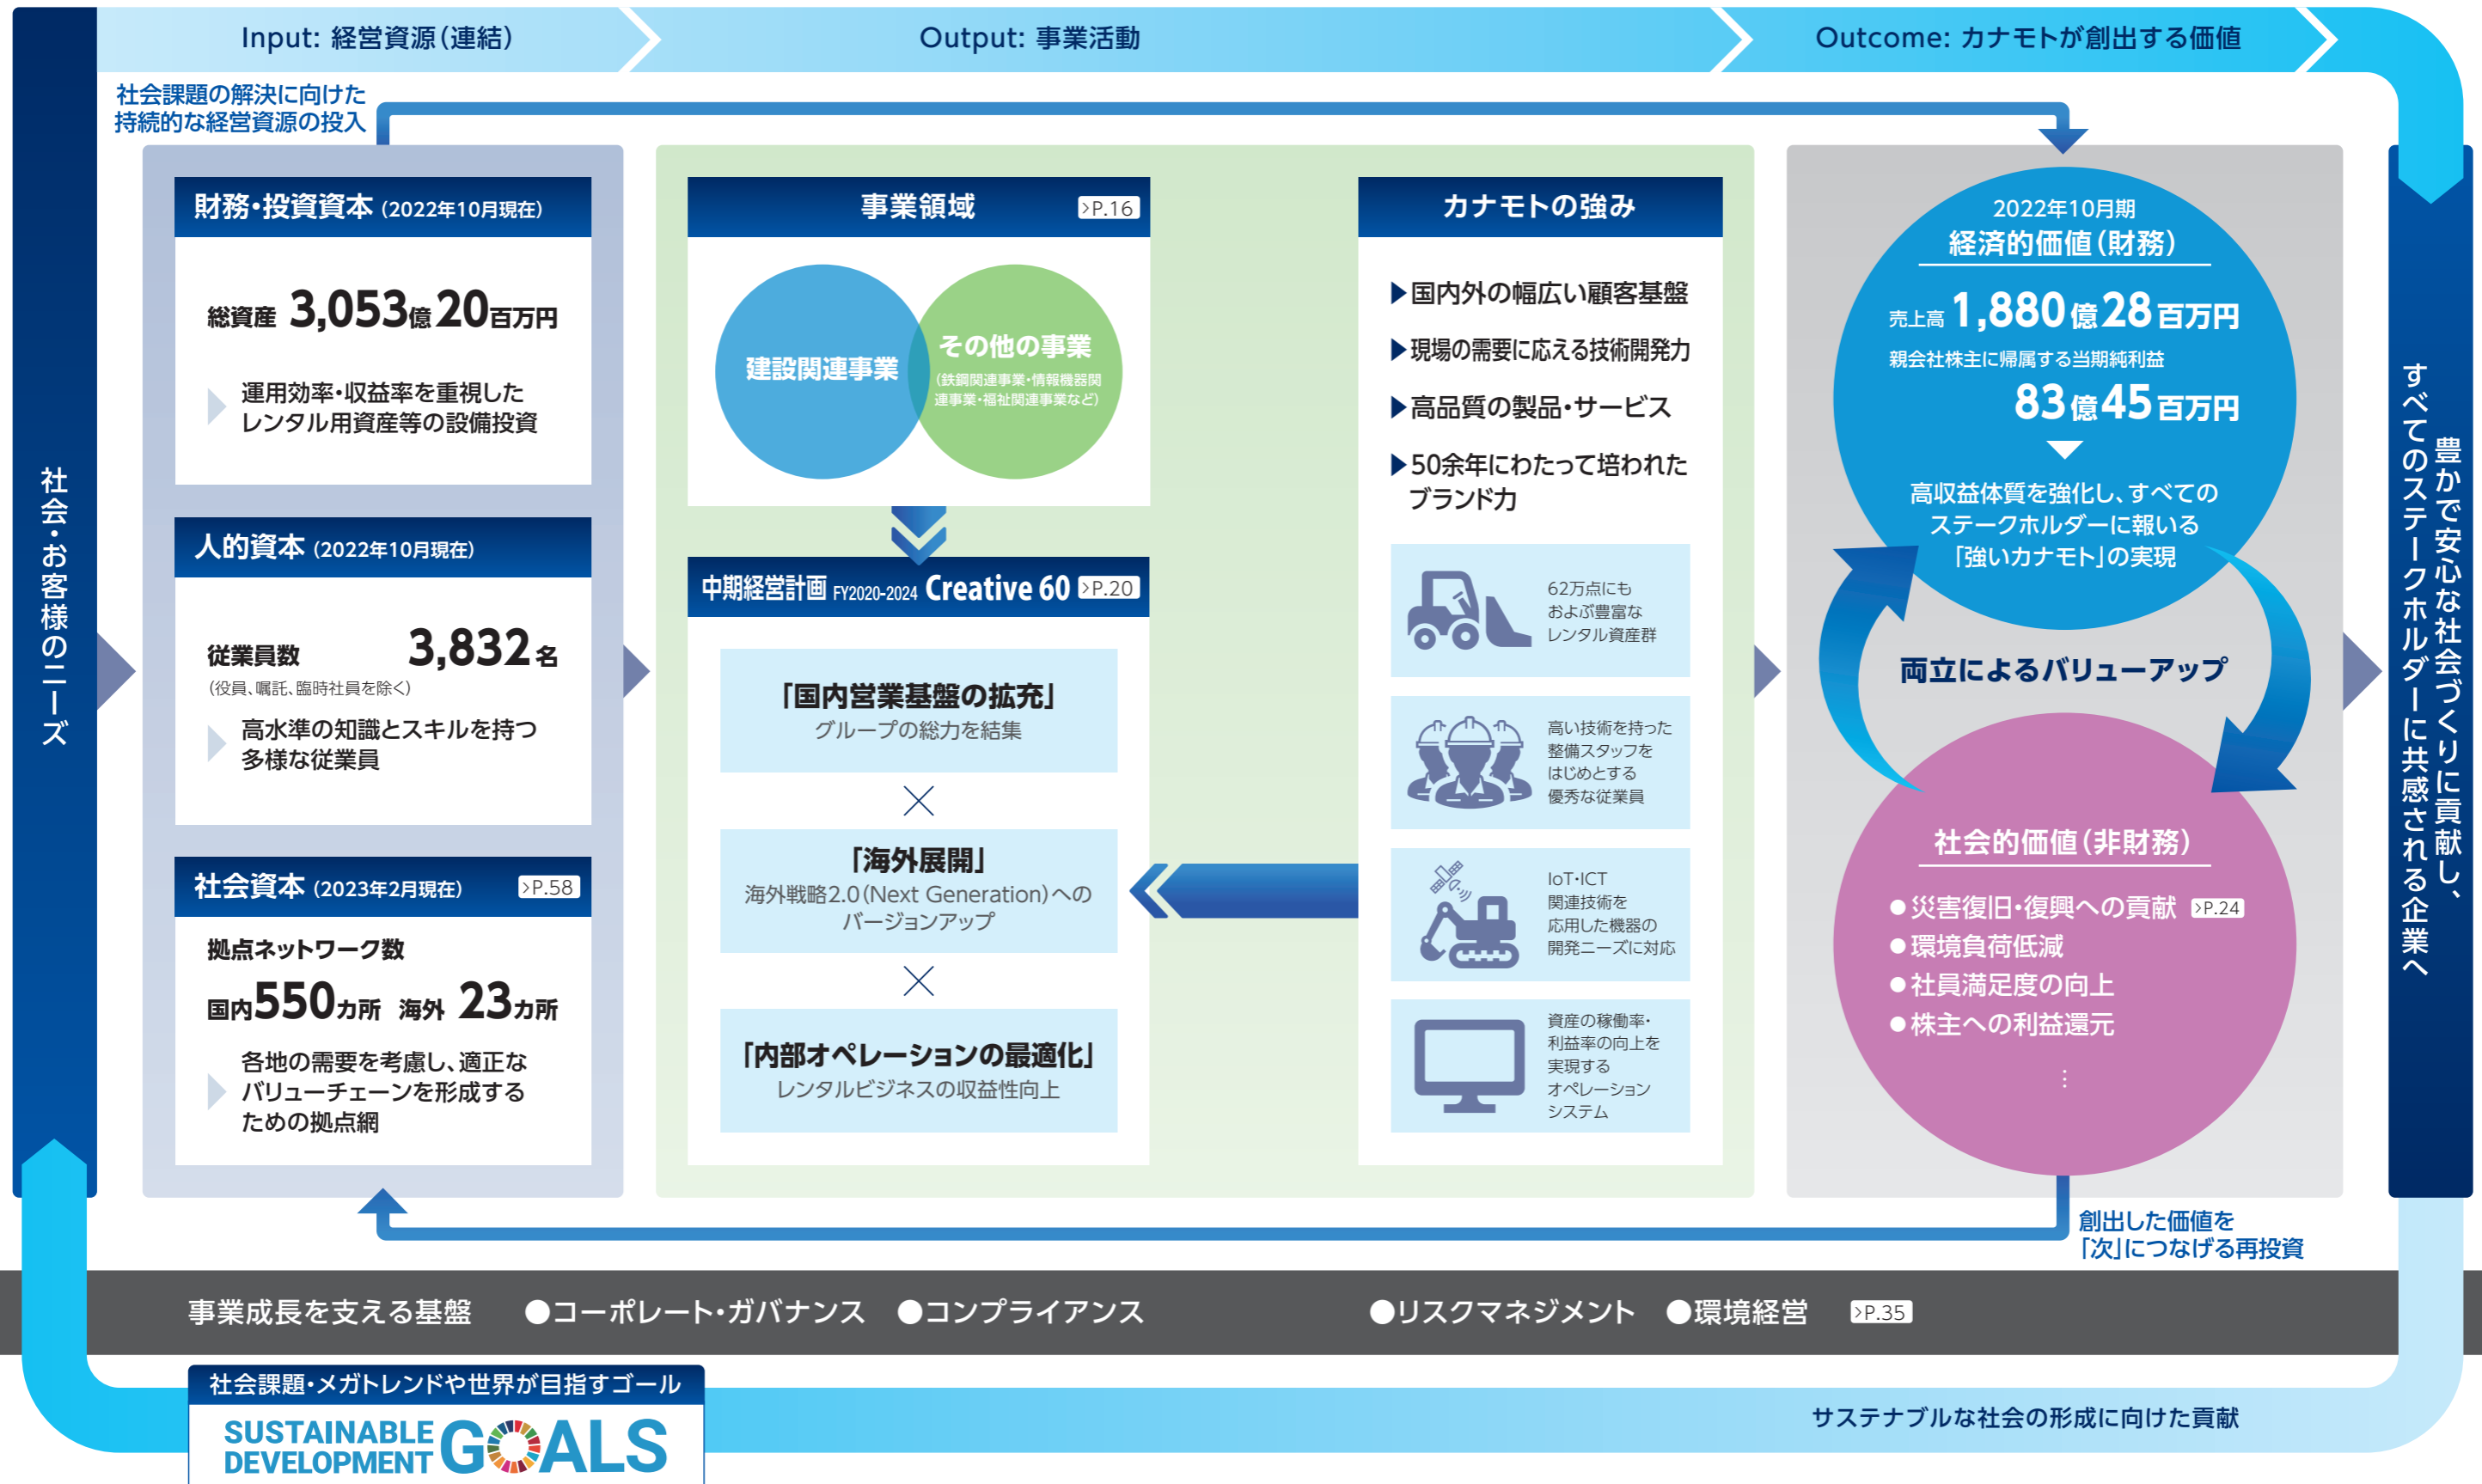 Input: 経営資源（連結）
Output: 事業活動
Outcome: カナモトが創出する価値
社会課題の解決に向けた
持続的な経営資源の投入
社会・お客様のニーズ
財務・投資資本（2022年10月現在）
総資産 3,053億20百万円
運用効率・収益率を重視した
レンタル用資産等の設備投資
人的資本（2022年10月現在）
従業員数 3,832名
（役員、嘱託、臨時社員を除く）
高水準の知識とスキルを持つ
多様な従業員
社会資本（2023年2月現在） >P.58
拠点ネットワーク数
国内550カ所 海外 23カ所
各地の需要を考慮し、適正な
バリューチェーンを形成する
ための拠点網
事業領域 >P.16
建設関連事業
その他の事業
（鉄鋼関連事業・情報機器関
連事業・福祉関連事業など）
中期経営計画 FY2020-2024 Creative 60 >P.20
「国内営業基盤の拡充」
グループの総力を結集
×
「海外展開」
海外戦略2.0（Next Generation）への
バージョンアップ
×
「内部オペレーションの最適化」
レンタルビジネスの収益性向上
カナモトの強み
▶国内外の幅広い顧客基盤
▶現場の需要に応える技術開発力
▶高品質の製品・サービス
▶50余年にわたって培われた
ブランド力
62万点にも
および豊富な
レンタル資産群
高い技術を持った
整備スタッフを
はじめとする
優秀な従業員
IoT・ICT
関連技術を
応用した機器の
開発ニーズに対応
資産の稼働率・
利益率の向上を
実現する
オペレーション
システム
2022年10月期
経済的価値（財務）
売上高 1,880億28百万円
親会社株主に帰属する当期純利益
83億45百万円
高収益体質を強化し、すべての
ステークホルダーに報いる
「強いカナモト」の実現
両立によるバリューアップ
社会的価値（非財務）
●災害復旧・復興への貢献 >P.24
●環境負荷低減
●社員満足度の向上
●株主への利益還元
⋮
豊かで安心な社会づくりに貢献し、
すべてのステークホルダーに共感される企業へ
創出した価値を
「次」につなげる再投資
事業成長を支える基盤 ●コーポレート・ガバナンス ●コンプライアンス ●リスクマネジメント ●環境経営 >P.35
社会課題・メガトレンドや世界が目指すゴール
SUSTAINABLE
DEVELOPMENT GOALS
サステナブルな社会の形成に向けた貢献